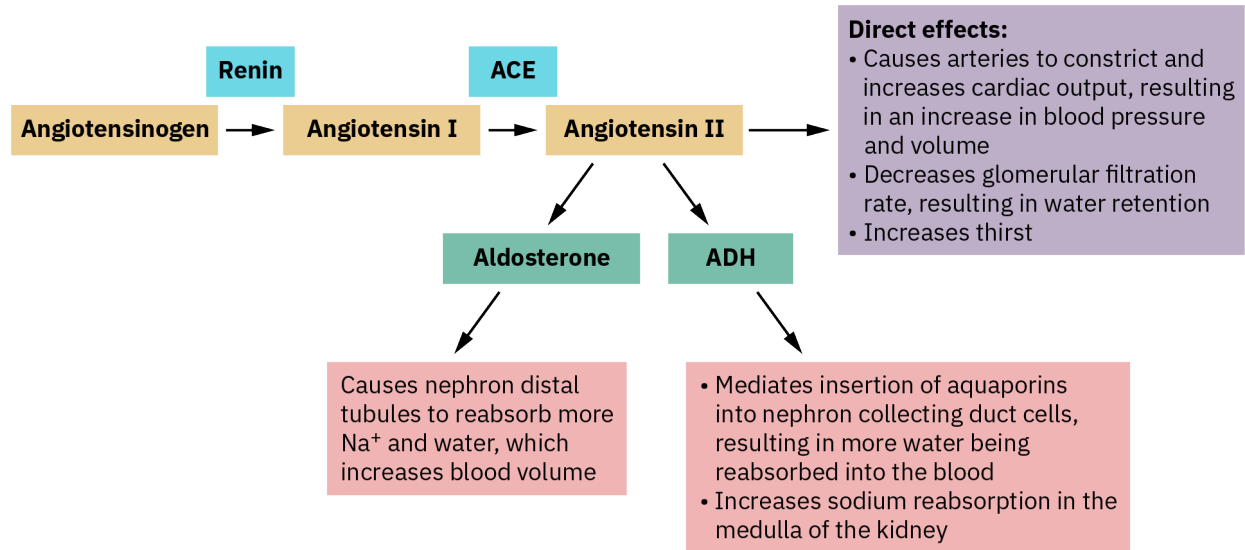 Renin
ACE
Angiotensinogen
Angiotensin I
Angiotensin II
Direct effects:
• Causes arteries to constrict and
increases cardiac output, resulting
in an increase in blood pressure
and volume
• Decreases glomerular filtration
rate, resulting in water retention
• Increases thirst
Aldosterone
ADH
Causes nephron distal
tubules to reabsorb more
Na⁺ and water, which
increases blood volume
• Mediates insertion of aquaporins
into nephron collecting duct cells,
resulting in more water being
reabsorbed into the blood
• Increases sodium reabsorption in the
medulla of the kidney